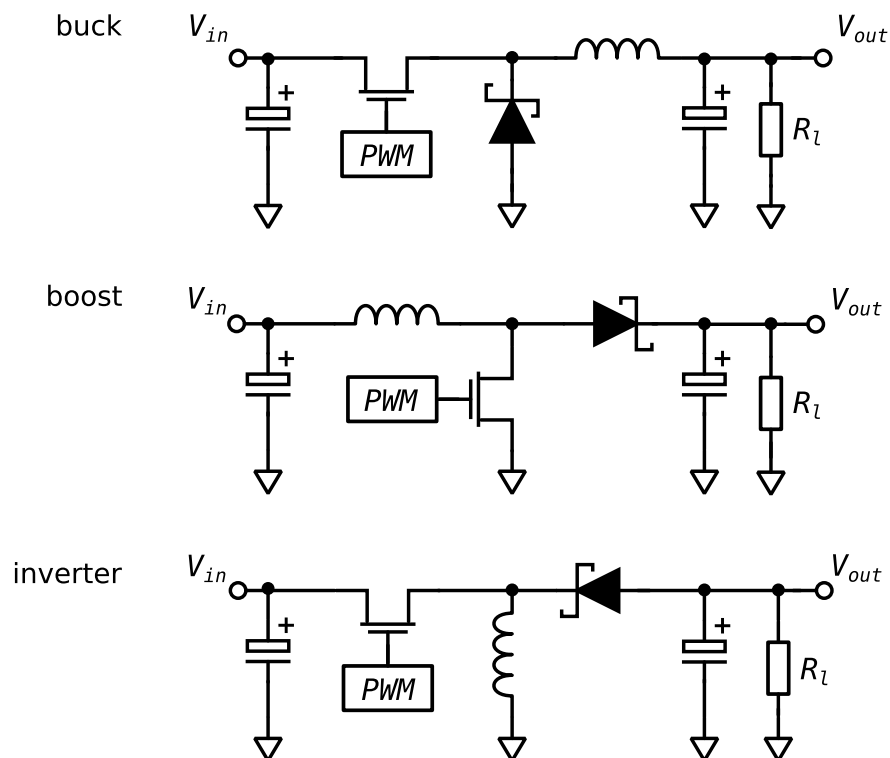 buck
Vin
Vout
+
+
PWM
Rl
boost
Vin
Vout
+
+
PWM
Rl
inverter
Vin
Vout
+
+
PWM
Rl